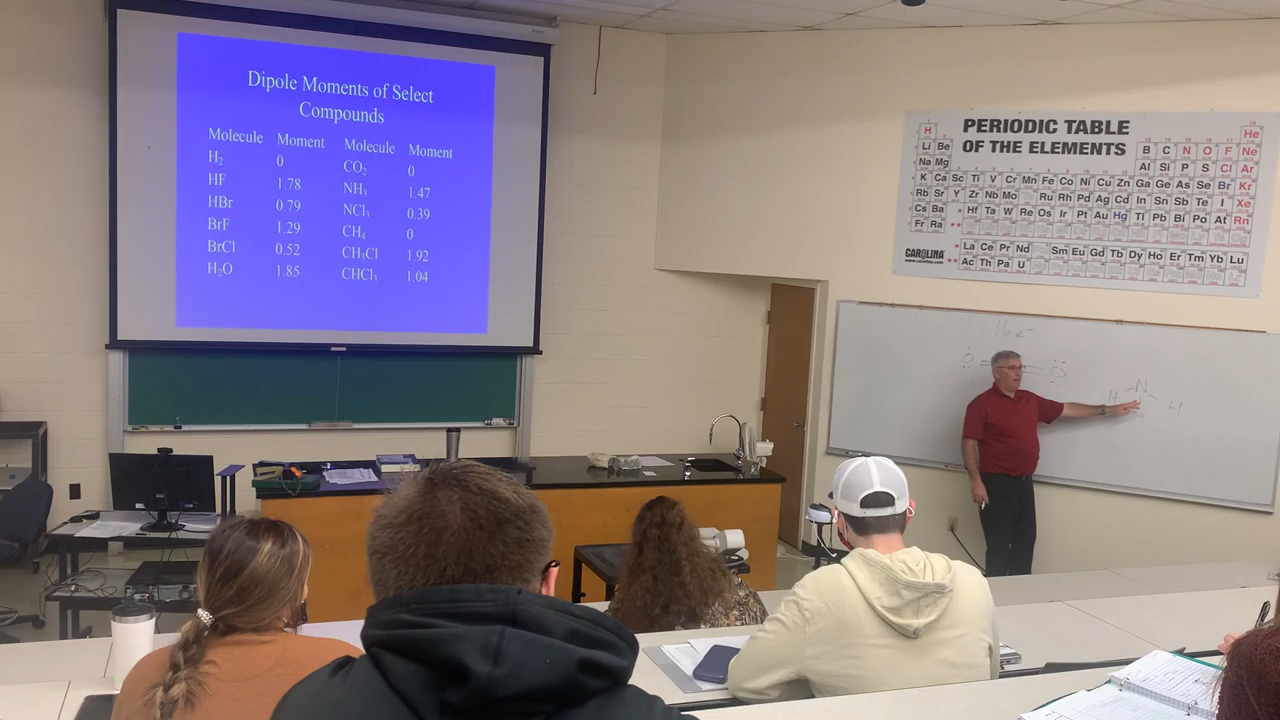 Dipole Moments of Select
Compounds
Molecule Moment Molecule Moment
H₂ 0 CO₂ 0
HF 1.78 NH₃ 1.47
HBr 0.79 NCl₃ 0.39
BrF 1.29 CH₄ 0
BrCl 0.52 CH₃Cl 1.92
H₂O 1.85 CHCl₃ 1.04
PERIODIC TABLE
OF THE ELEMENTS
H He
Li Be B C N O F Ne
Na Mg Al Si P S Cl Ar
K Ca Sc Ti V Cr Mn Fe Co Ni Cu Zn Ga Ge As Se Br Kr
Rb Sr Y Zr Nb Mo Ru Rh Pd Ag Cd In Sn Sb Te I Xe
Cs Ba Hf Ta W Re Os Ir Pt Au Hg Tl Pb Bi Po At Rn
Fr Ra
La Ce Pr Nd Sm Eu Gd Tb Dy Ho Er Tm Yb Lu
Ac Th Pa U
CAROLINA
www.carolina.com
16 e⁻
O O
N
H H